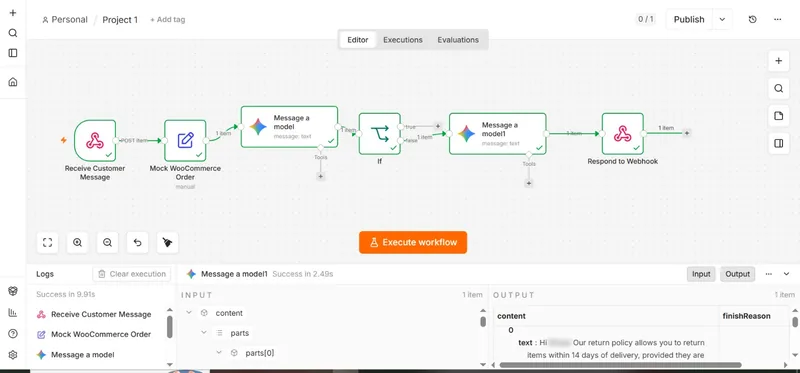 Personal / Project 1 + Add tag
0 / 1 Publish
Editor Executions Evaluations
Receive Customer
Message
POST Item
Mock WooCommerce
Order
manual
1 item
Message a
model
message: text
Tools
1 item
If
true
false
1 item
Message a
model1
message: text
Tools
1 item
Respond to Webhook
1 item
Execute workflow
Logs
Clear execution
Success in 9.91s
Receive Customer Message
Mock WooCommerce Order
Message a model
Message a model1 Success in 2.49s
Input Output
INPUT
1 item
content
parts
parts[0]
OUTPUT
1 item
content finishReason
0
text : Hi Our return policy allows you to return
items within 14 days of delivery, provided they are